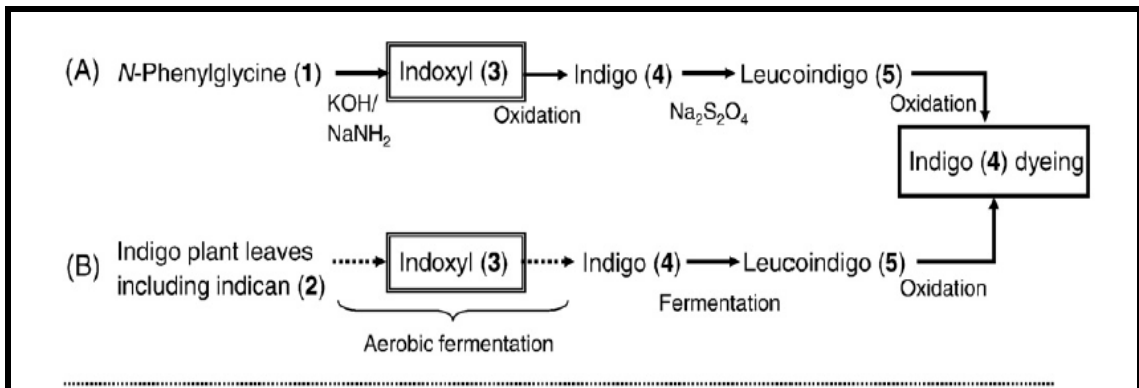 (A) N-Phenylglycine (1) Indoxyl (3) Indigo (4) Leucoindigo (5)
KOH/
NaNH₂
Oxidation
Na₂S₂O₄
Oxidation
Indigo (4) dyeing
(B) Indigo plant leaves
including indican (2)
Indoxyl (3) Indigo (4) Leucoindigo (5)
Fermentation
Oxidation
Aerobic fermentation